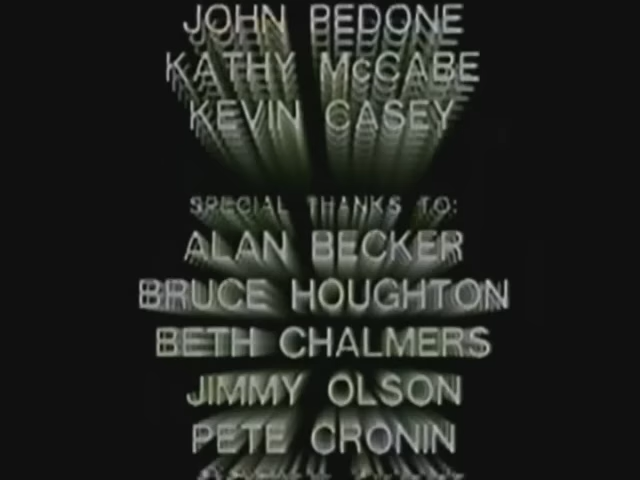 JOHN PEDONE
KATHY McCABE
KEVIN CASEY
SPECIAL THANKS TO:
ALAN BECKER
BRUCE HOUGHTON
BETH CHALMERS
JIMMY OLSON
PETE CRONIN